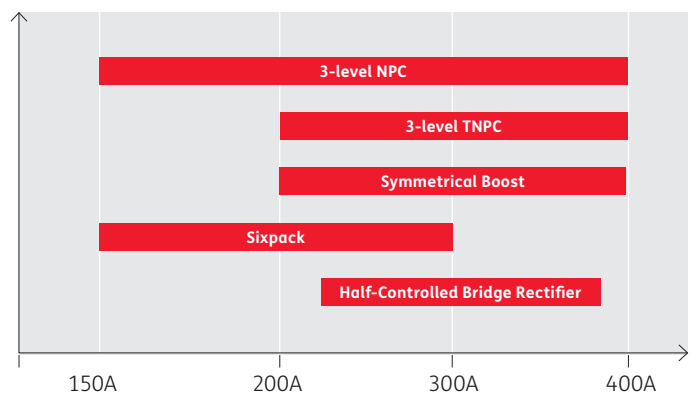 3-level NPC
3-level TNPC
Symmetrical Boost
Sixpack
Half-Controlled Bridge Rectifier
150A 200A 300A 400A